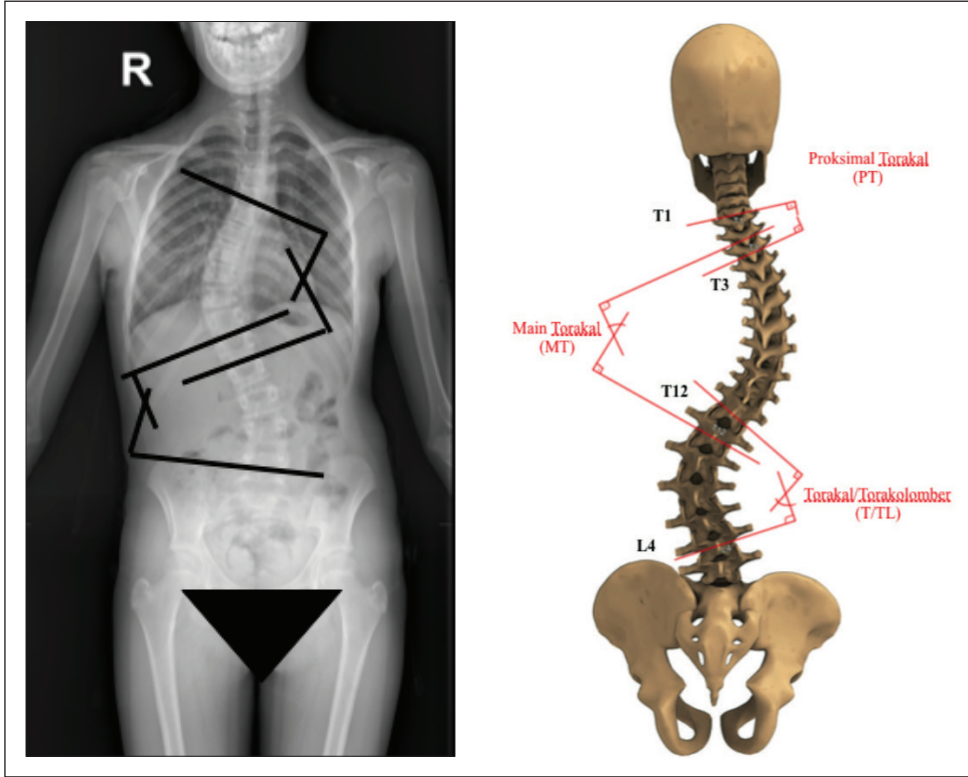 R
Proksimal Torakal
(PT)
T1
T3
Main Torakal
(MT)
T12
Torakal/Torakolomber
(T/TL)
L4